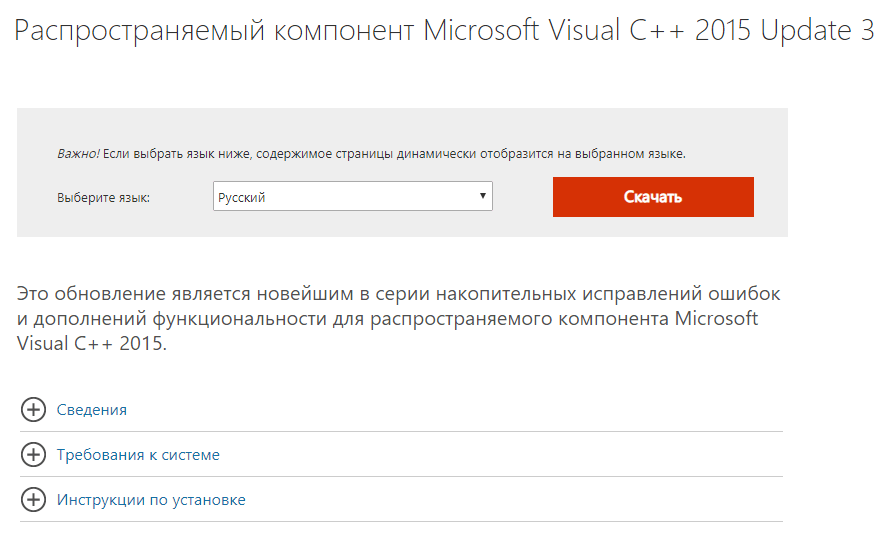 Распространяемый компонент Microsoft Visual C++ 2015 Update 3
Важно! Если выбрать язык ниже, содержимое страницы динамически отобразится на выбранном языке.
Выберите язык: Русский Скачать
Это обновление является новейшим в серии накопительных исправлений ошибок
и дополнений функциональности для распространяемого компонента Microsoft
Visual C++ 2015.
Сведения
Требования к системе
Инструкции по установке